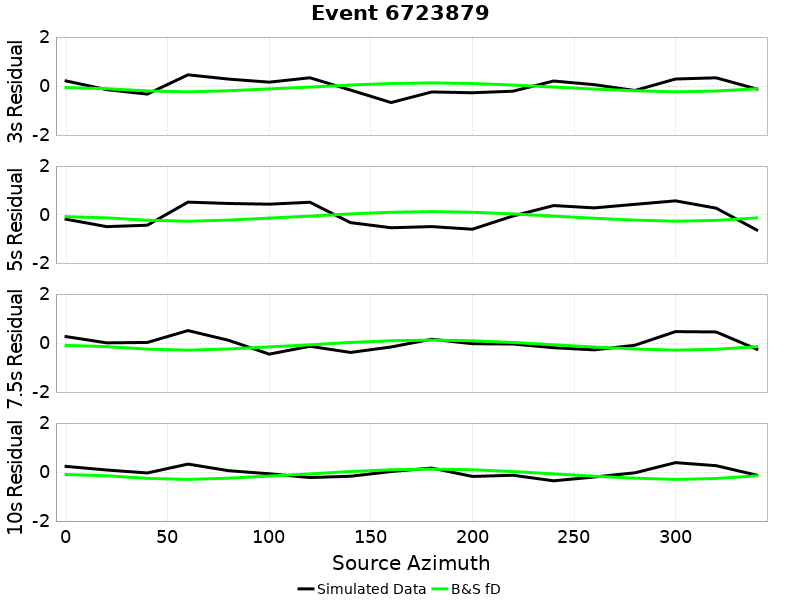 Event 6723879
3s Residual
2
0
-2
5s Residual
2
0
-2
7.5s Residual
2
0
-2
10s Residual
2
0
-2
0 50 100 150 200 250 300
Source Azimuth
Simulated Data B&S fD